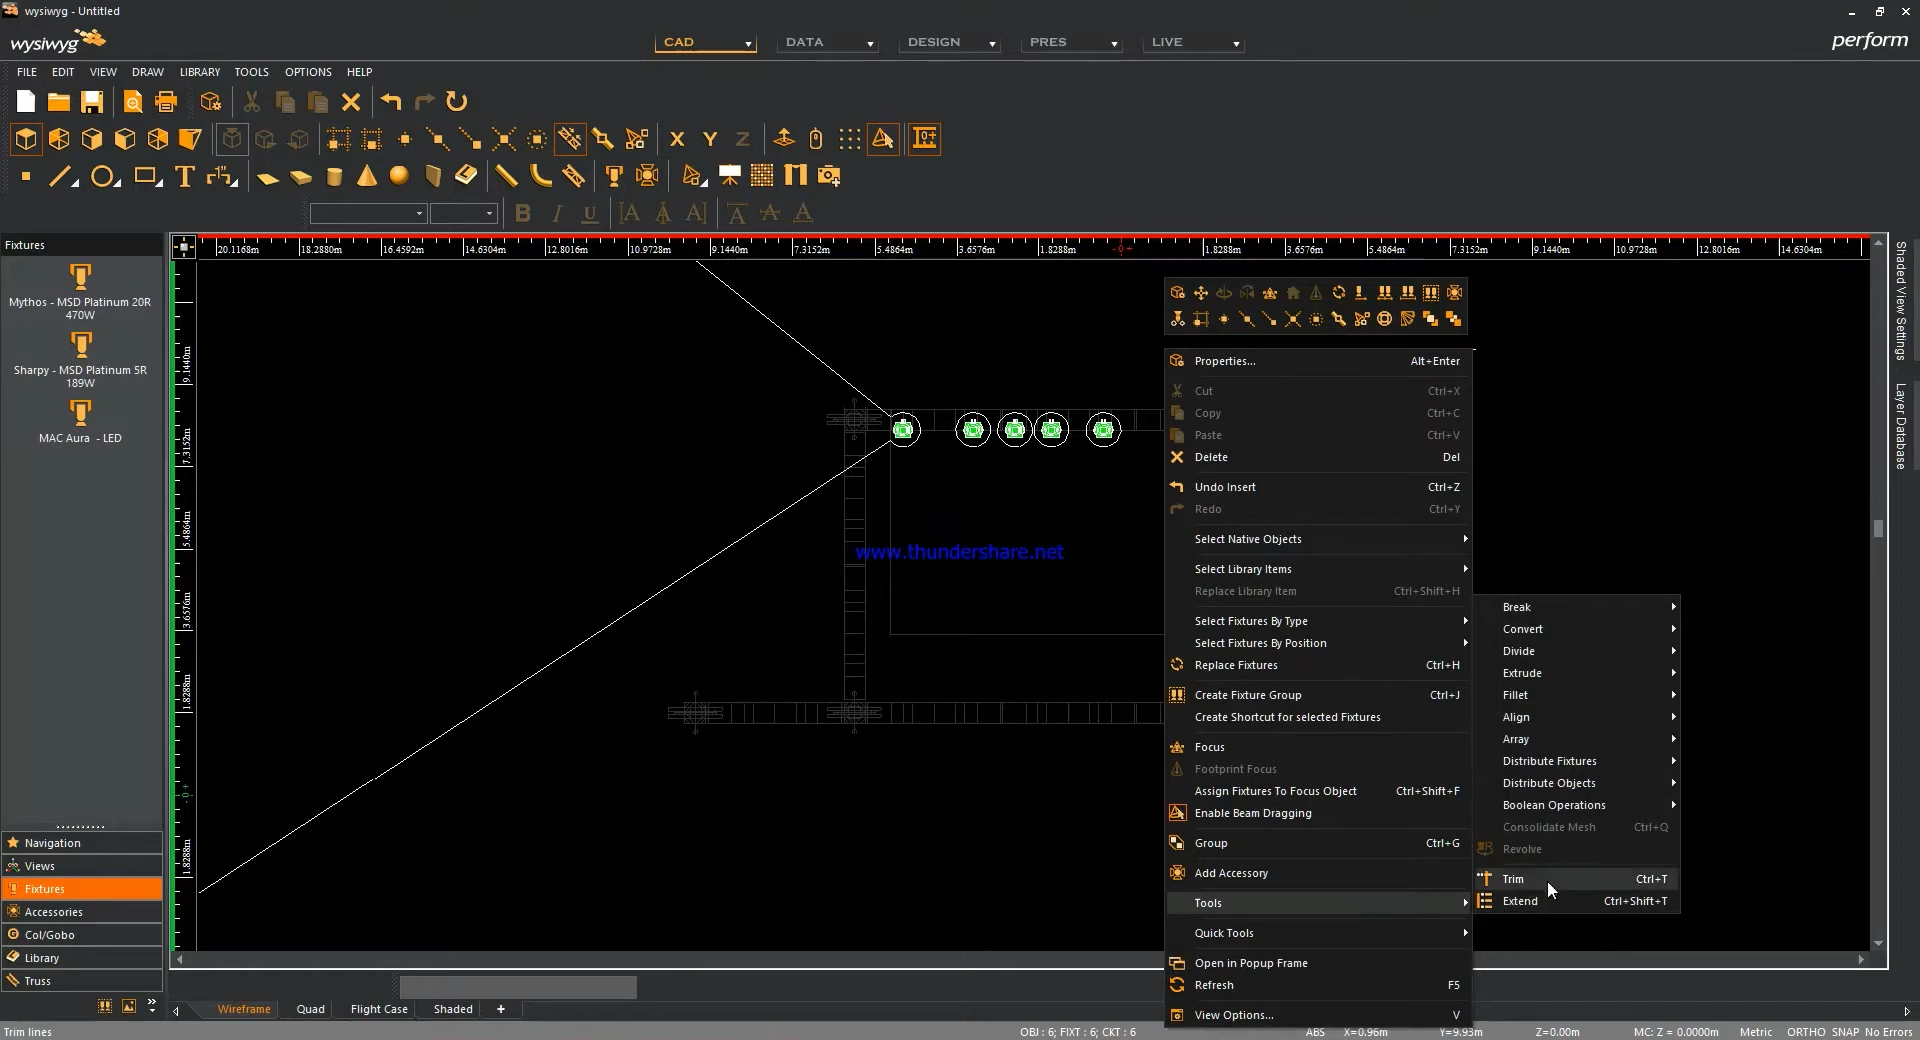 wysiwyg - Untitled
wysiwyg
CAD
DATA
DESIGN
PRES
LIVE
perform
FILE EDIT VIEW DRAW LIBRARY TOOLS OPTIONS HELP
X Y Z
T
B I U A A A A A A
Fixtures
20.1168m 18.2880m 16.4592m 14.6304m 12.8016m 10.9728m 9.1440m 7.3152m 5.4864m 3.6576m 1.8288m -0+ 1.8288m 3.6576m 5.4864m 7.3152m 9.1440m 10.9728m 12.8016m 14.6304m
Mythos - MSD Platinum 20R
470W
Sharpy - MSD Platinum 5R
189W
MAC Aura - LED
9.1440m
7.3152m
5.4864m
3.6576m
1.8288m
-0+
1.8288m
www.thundershare.net
Shaded View Settings
Layer Database
Properties... Alt+Enter
Cut Ctrl+X
Copy Ctrl+C
Paste Ctrl+V
Delete Del
Undo Insert Ctrl+Z
Redo Ctrl+Y
Select Native Objects
Select Library Items
Replace Library Item Ctrl+Shift+H
Select Fixtures By Type
Select Fixtures By Position
Replace Fixtures Ctrl+H
Create Fixture Group Ctrl+J
Create Shortcut for selected Fixtures
Focus
Footprint Focus
Assign Fixtures To Focus Object Ctrl+Shift+F
Enable Beam Dragging
Group Ctrl+G
Add Accessory
Tools
Quick Tools
Open in Popup Frame
Refresh F5
View Options... V
Break
Convert
Divide
Extrude
Fillet
Align
Array
Distribute Fixtures
Distribute Objects
Boolean Operations
Consolidate Mesh Ctrl+Q
Revolve
Trim Ctrl+T
Extend Ctrl+Shift+T
Navigation
Views
Fixtures
Accessories
Col/Gobo
Library
Truss
Wireframe Quad Flight Case Shaded +
Trim lines
OBJ : 6; FIXT : 6; CKT : 6
ABS X=0.96m Y=9.93m Z=0.00m MC: Z = 0.0000m Metric ORTHO SNAP No Errors